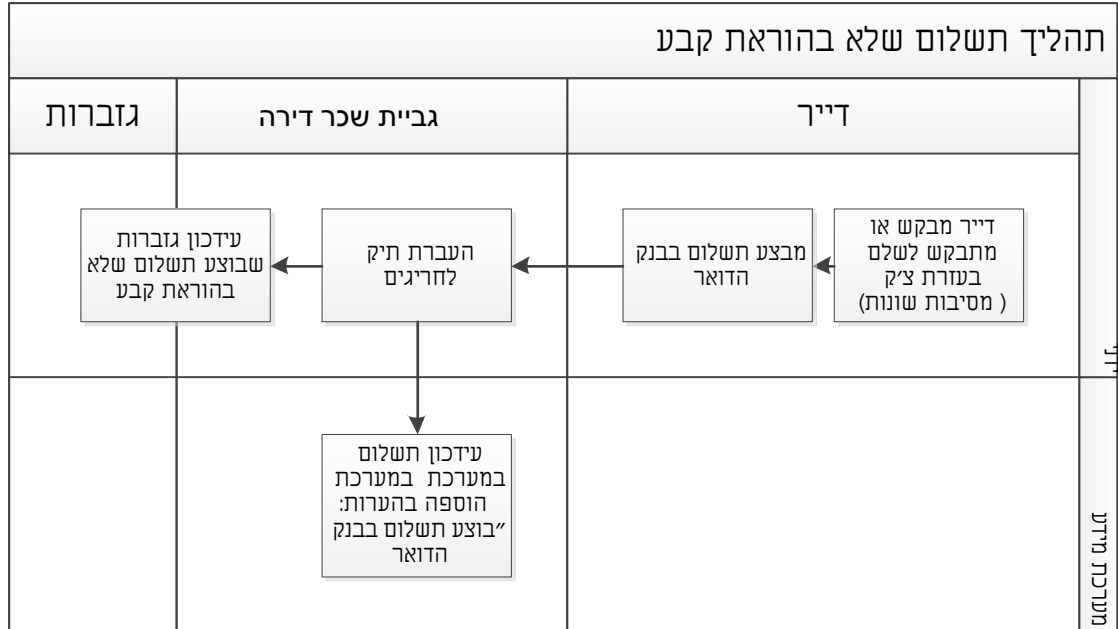 תהליך תשלום שלא בהוראת קבע
דייר
גביית שכר דירה
גזברות
דייר מבקש או
מתבקש לשלם
בעזרת צ׳ק
( מסיבות שונות)
מבצע תשלום בבנק
הדואר
העברת תיק
לחריגים
עידכון גזברות
שבוצע תשלום שלא
בהוראת קבע
עידכון תשלום
במערכת  במערכת
הוספה בהערות:
״בוצע תשלום בבנק
הדואר
מערכת מידע